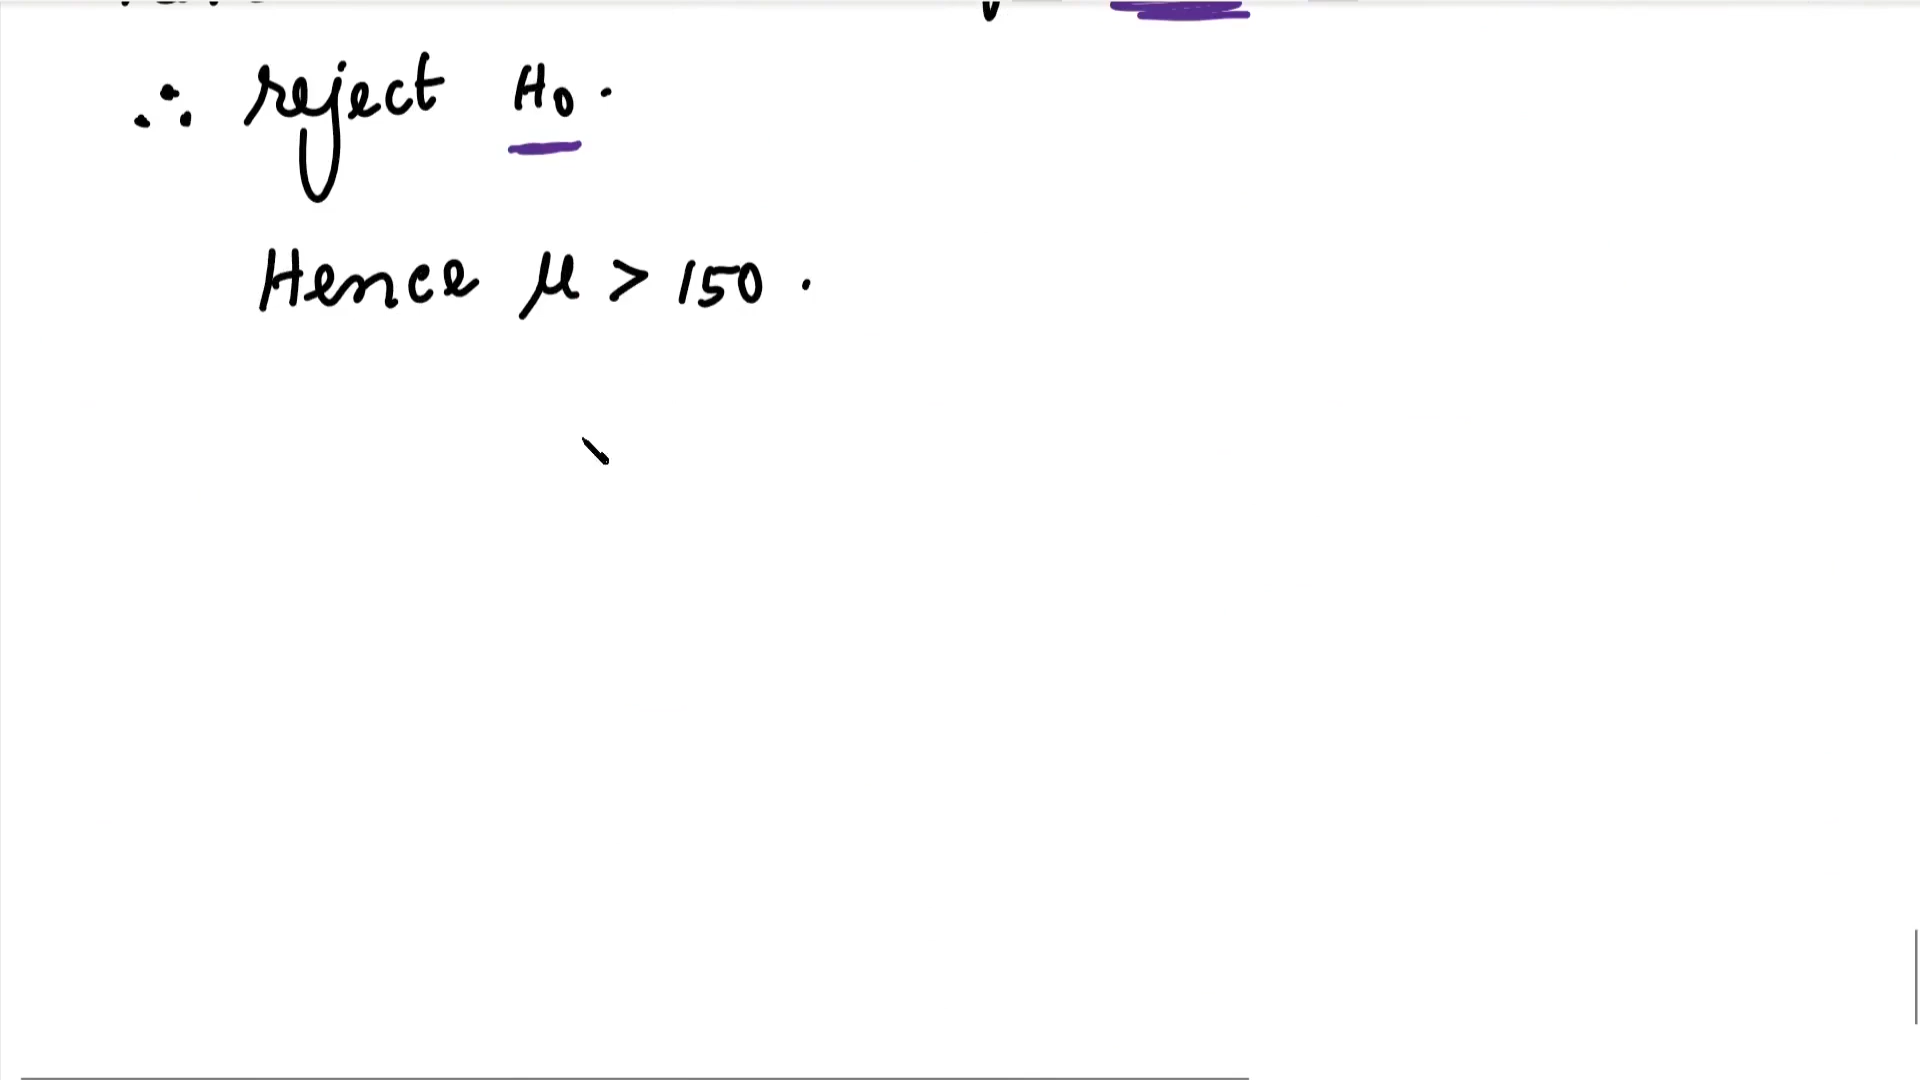 ∴ reject H₀.
Hence μ > 150.